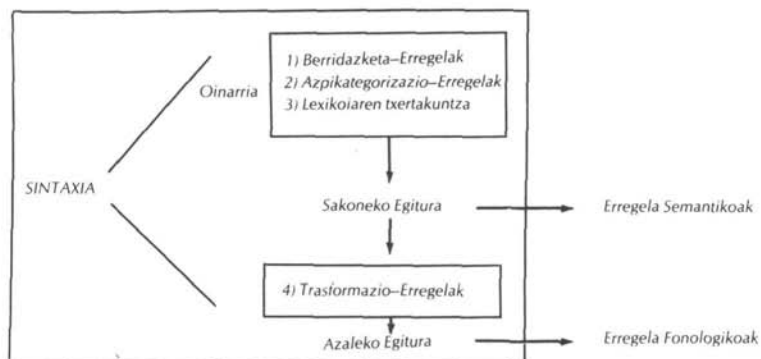 1) Berridazketa–Erregelak
Oinarria
2) Azpikategorizazio–Erregelak
3) Lexikoiaren txertakuntza
SINTAXIA
Sakoneko Egitura
Erregela Semantikoak
4) Trasformazio–Erregelak
Azaleko Egitura
Erregela Fonologikoak